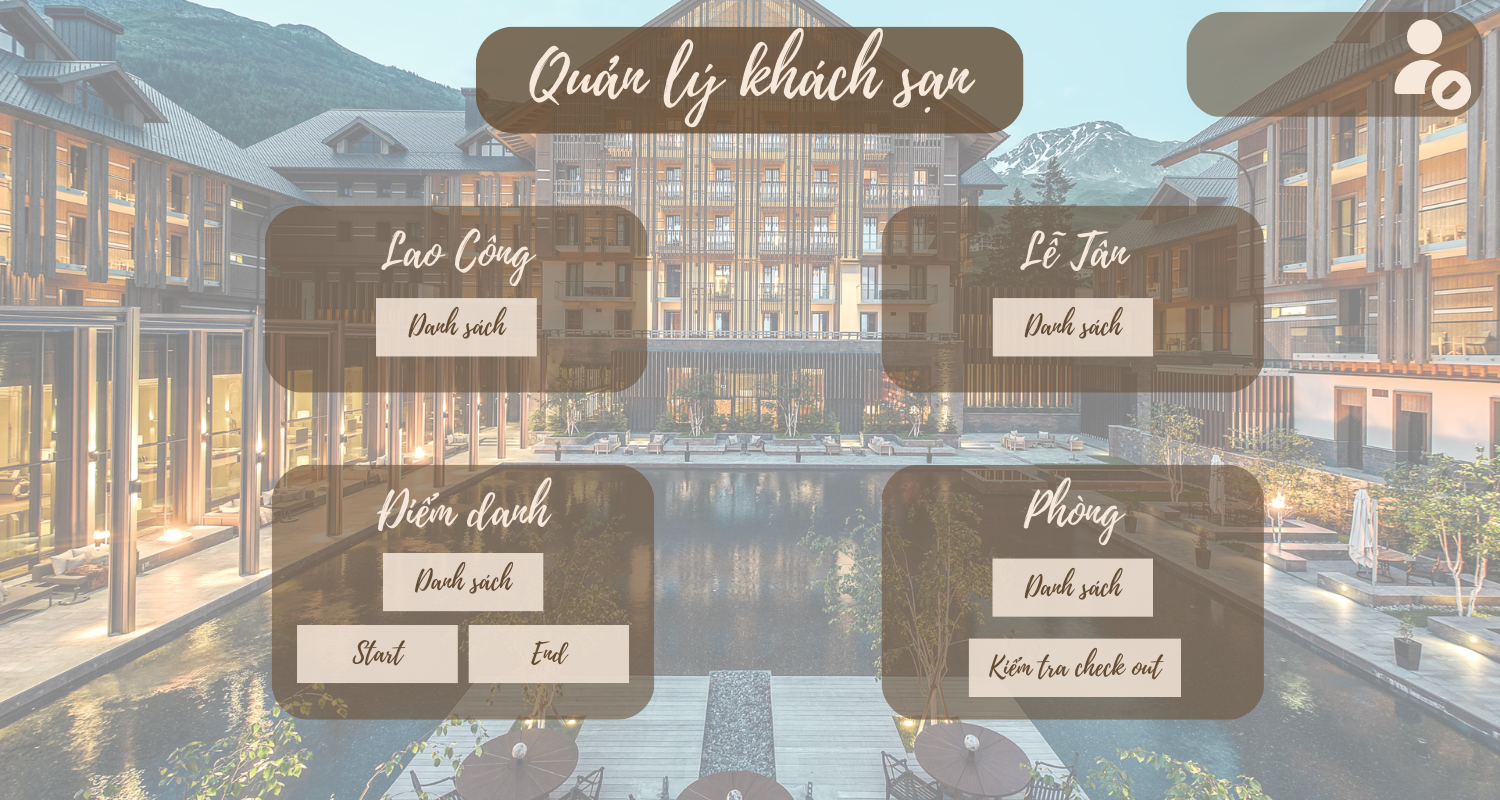 Quản lý khách sạn
Lao Công
Danh sách
Lễ Tân
Danh sách
Điểm danh
Danh sách
Start
End
Phòng
Danh sách
Kiểm tra check out